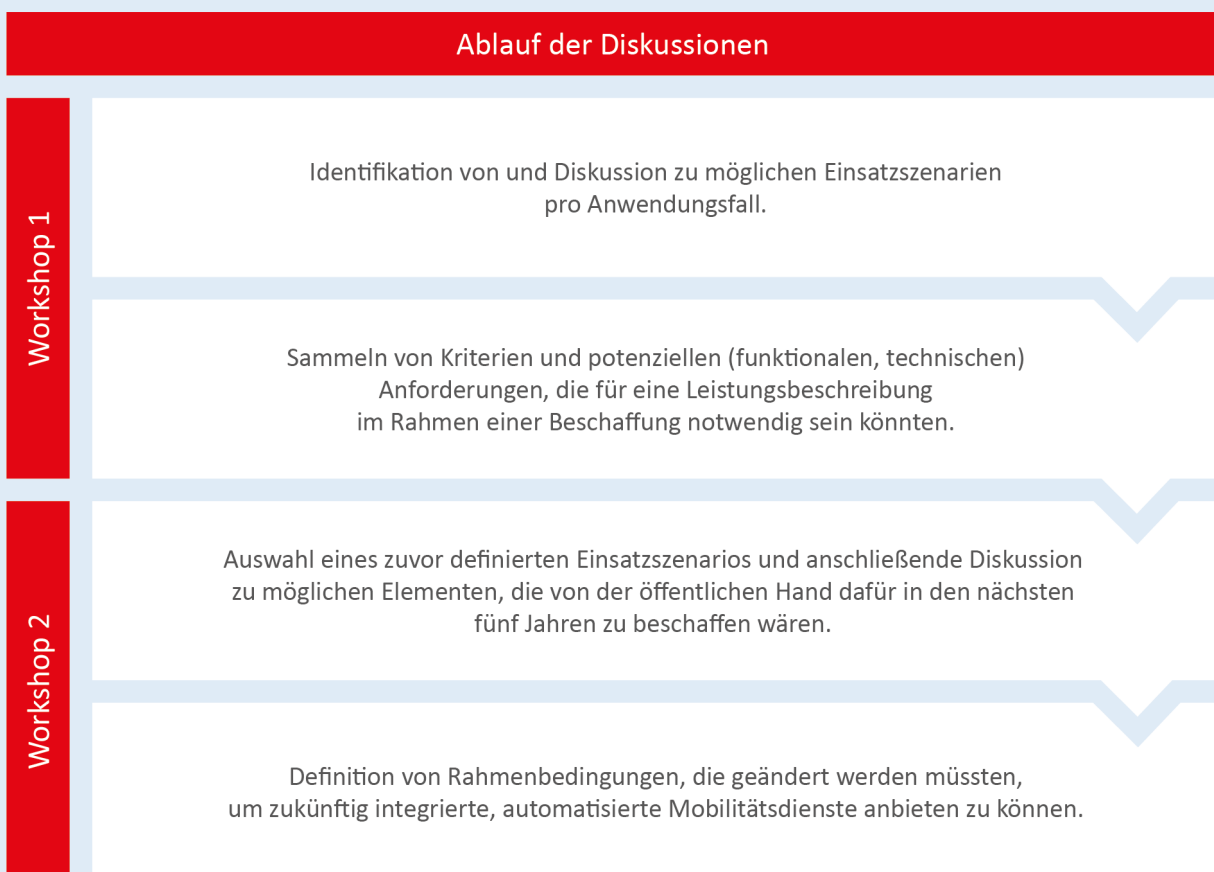 Ablauf der Diskussionen
Workshop 1
Identifikation von und Diskussion zu möglichen Einsatzszenarien
pro Anwendungsfall.
Sammeln von Kriterien und potenziellen (funktionalen, technischen)
Anforderungen, die für eine Leistungsbeschreibung
im Rahmen einer Beschaffung notwendig sein könnten.
Workshop 2
Auswahl eines zuvor definierten Einsatzszenarios und anschließende Diskussion
zu möglichen Elementen, die von der öffentlichen Hand dafür in den nächsten
fünf Jahren zu beschaffen wären.
Definition von Rahmenbedingungen, die geändert werden müssten,
um zukünftig integrierte, automatisierte Mobilitätsdienste anbieten zu können.